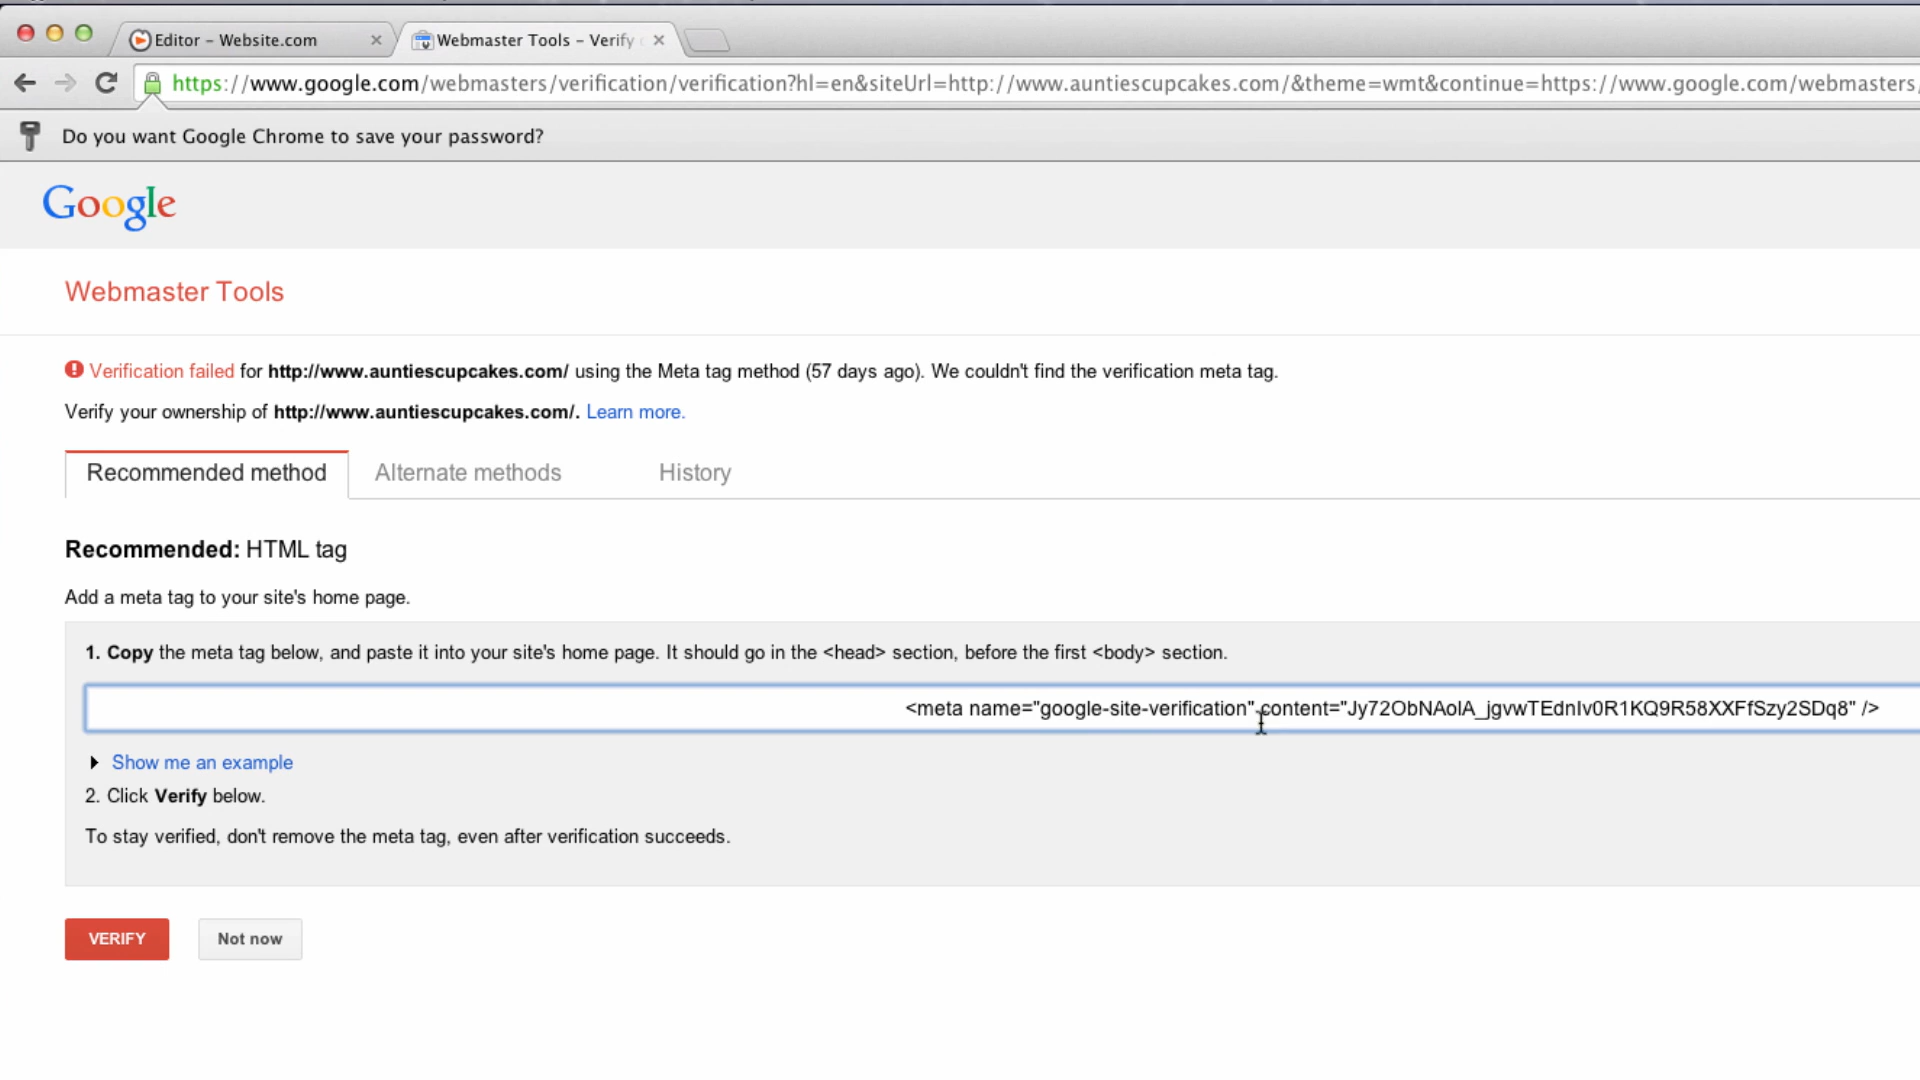 Editor - Website.com
Webmaster Tools - Verify
https://www.google.com/webmasters/verification/verification?hl=en&siteUrl=http://www.auntiescupcakes.com/&theme=wmt&continue=https://www.google.com/webmasters/
Do you want Google Chrome to save your password?
Google
Webmaster Tools
Verification failed for http://www.auntiescupcakes.com/ using the Meta tag method (57 days ago). We couldn't find the verification meta tag.
Verify your ownership of http://www.auntiescupcakes.com/. Learn more.
Recommended method Alternate methods History
Recommended: HTML tag
Add a meta tag to your site's home page.
1. Copy the meta tag below, and paste it into your site's home page. It should go in the <head> section, before the first <body> section.
<meta name="google-site-verification" content="Jy72ObNAolA_jgvwTEdnIv0R1KQ9R58XXFfSzy2SDq8" />
Show me an example
2. Click Verify below.
To stay verified, don't remove the meta tag, even after verification succeeds.
VERIFY Not now